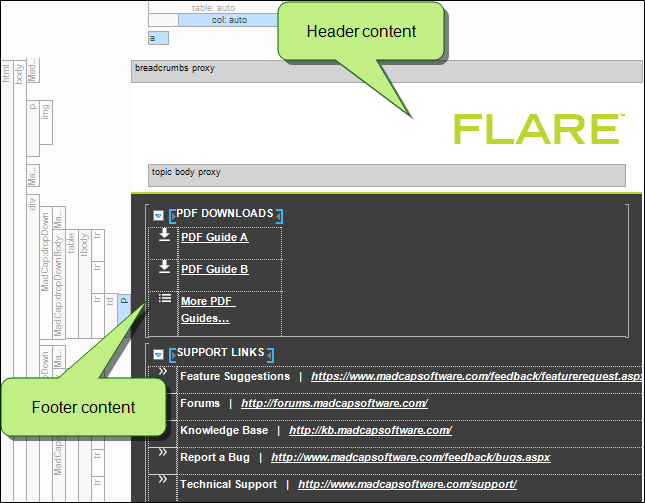 table: auto
col: auto
a
Header content
breadcrumbs proxy
html
body
Mad...
p
img
FLARE™
Ma...
topic body proxy
div
MadCap:dropDown
Ma...
MadCap:dropDownBody
table
tbody
tr
tr
tr
td
p
PDF DOWNLOADS
PDF Guide A
PDF Guide B
More PDF
Guides...
SUPPORT LINKS
Ma...
Feature Suggestions | https://www.madcapsoftware.com/feedback/featurerequest.aspx
Footer content
Forums | http://forums.madcapsoftware.com/
Knowledge Base | http://kb.madcapsoftware.com/
tr
Report a Bug | http://www.madcapsoftware.com/feedback/bugs.aspx
tr
Technical Support | http://www.madcapsoftware.com/support/